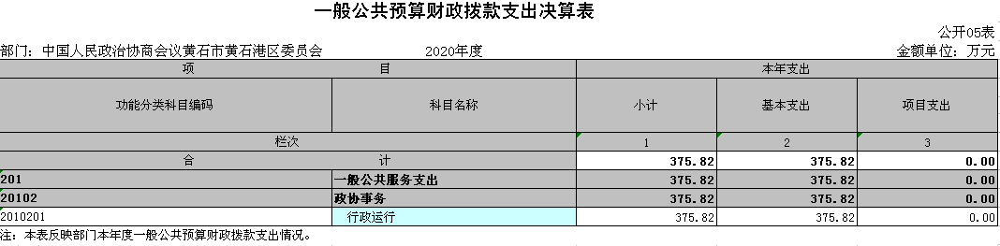 一般公共预算财政拨款支出决算表
公开05表
部门：中国人民政治协商会议黄石市黄石港区委员会 2020年度 金额单位：万元
项 目 本年支出
功能分类科目编码 科目名称 小计 基本支出 项目支出
栏次 1 2 3
合 计 375.82 375.82 0.00
201 一般公共服务支出 375.82 375.82 0.00
20102 政协事务 375.82 375.82 0.00
2010201 行政运行 375.82 375.82 0.00
注：本表反映部门本年度一般公共预算财政拨款支出情况。